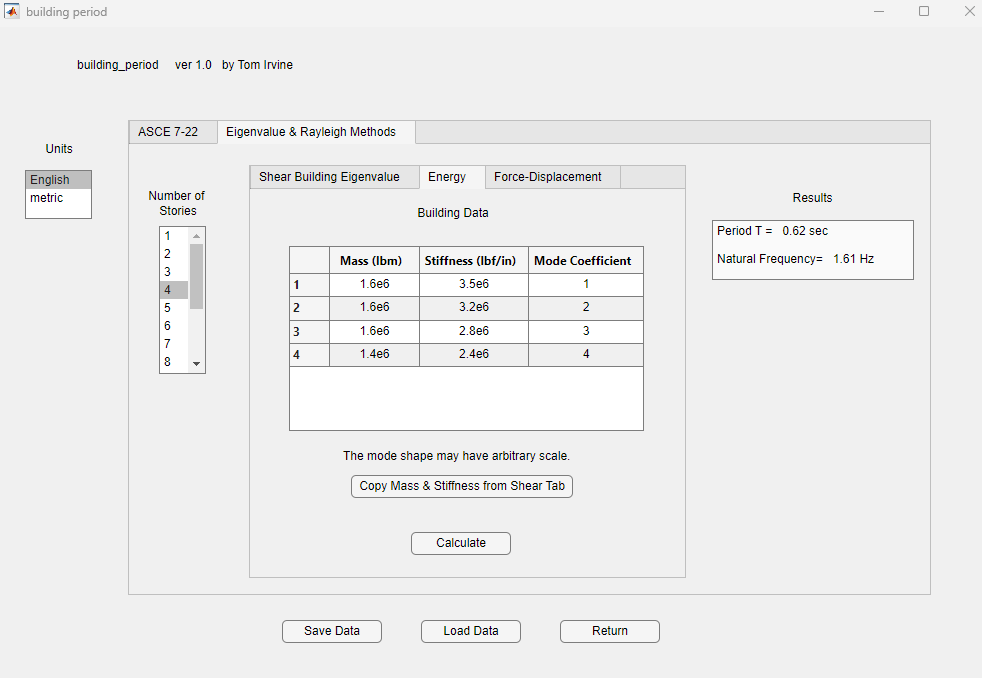 building period
building_period ver 1.0 by Tom Irvine
ASCE 7-22 Eigenvalue & Rayleigh Methods
Units
English
metric
Number of
Stories
1
2
3
4
5
6
7
8
Shear Building Eigenvalue Energy Force-Displacement
Building Data
Mass (lbm) Stiffness (lbf/in) Mode Coefficient
1 1.6e6 3.5e6 1
2 1.6e6 3.2e6 2
3 1.6e6 2.8e6 3
4 1.4e6 2.4e6 4
The mode shape may have arbitrary scale.
Copy Mass & Stiffness from Shear Tab
Calculate
Results
Period T = 0.62 sec
Natural Frequency= 1.61 Hz
Save Data Load Data Return